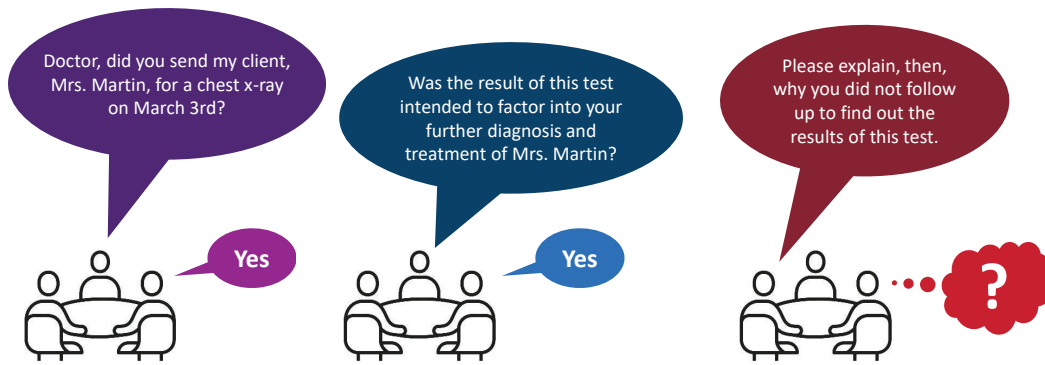 Doctor, did you send my client,
Mrs. Martin, for a chest x-ray
on March 3rd?
Yes
Was the result of this test
intended to factor into your
further diagnosis and
treatment of Mrs. Martin?
Yes
Please explain, then,
why you did not follow
up to find out the
results of this test.
?